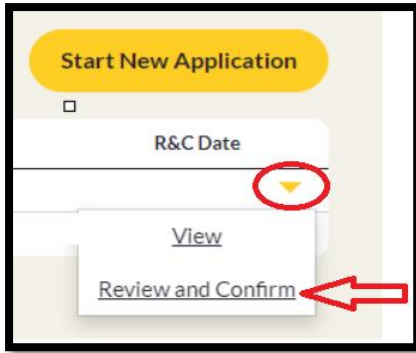 Start New Application
R&C Date
View
Review and Confirm